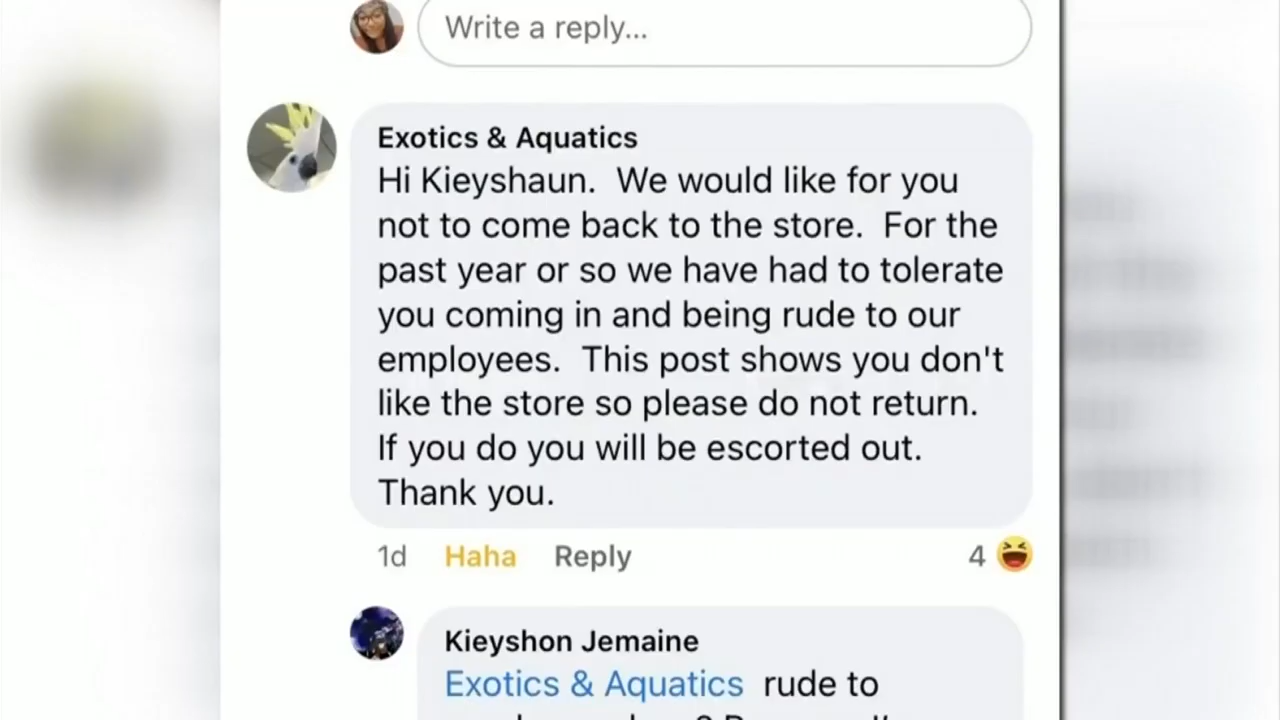 Write a reply...
Exotics & Aquatics
Hi Kieyshaun.  We would like for you
not to come back to the store.  For the
past year or so we have had to tolerate
you coming in and being rude to our
employees.  This post shows you don't
like the store so please do not return.
If you do you will be escorted out.
Thank you.
1d Haha Reply 4
Kieyshon Jemaine
Exotics & Aquatics  rude to